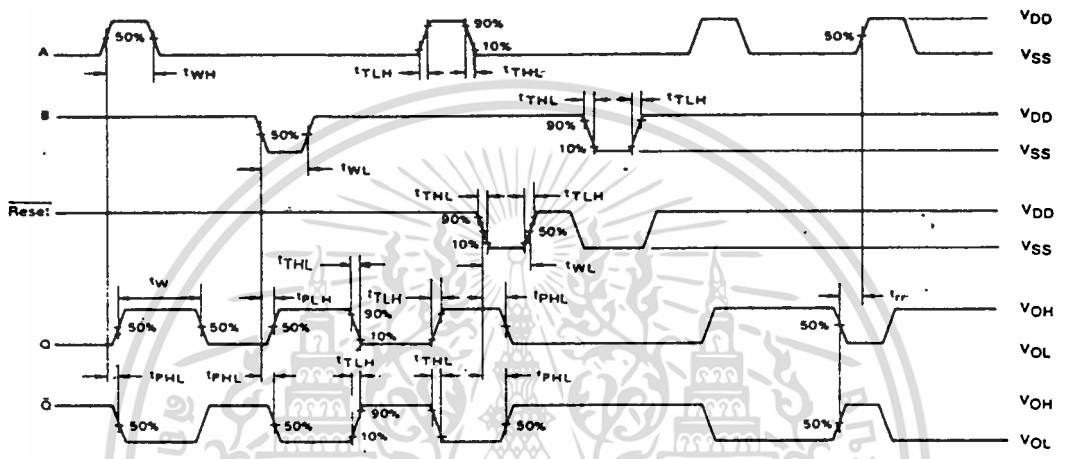 50% 90% 50% VDD
A 10% VSS
tWH tTLH tTHL
tTHL tTLH
B 50% 90% VDD
10% VSS
tWL tTHL tTLH
Reset 90% 50% VDD
10% VSS
tTHL tWL
tW tPLH tTLH tPHL trr
90% VOH
50% 50% 50% 10% 50%
Q VOL
tPHL tPHL tTLH tTHL tPHL
Q 90% VOH
50% 50% 50% 50%
10% VOL